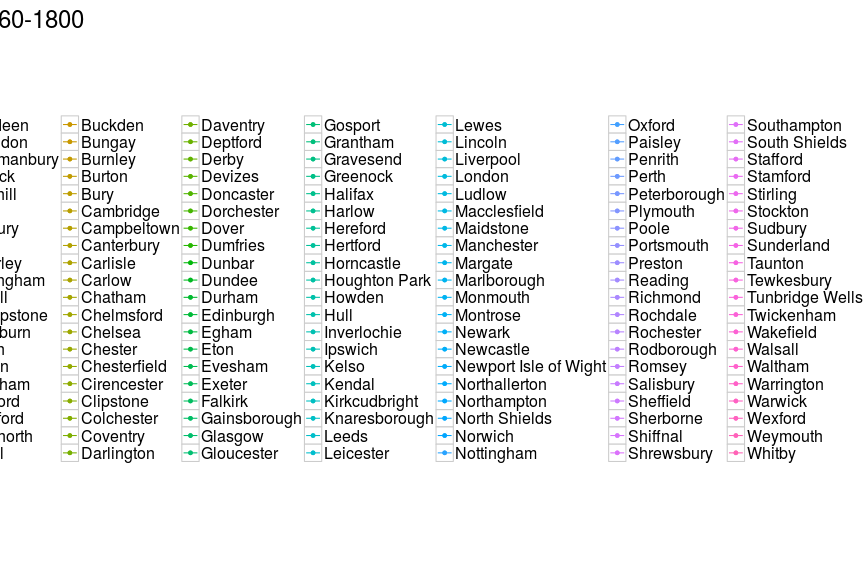 60-1800
leen
don
manbury
ck
hill
ury
rley
ngham
ll
pstone
burn
n
n
ham
ord
ford
north
l
Buckden
Bungay
Burnley
Burton
Bury
Cambridge
Campbeltown
Canterbury
Carlisle
Carlow
Chatham
Chelmsford
Chelsea
Chester
Chesterfield
Cirencester
Clipstone
Colchester
Coventry
Darlington
Daventry
Deptford
Derby
Devizes
Doncaster
Dorchester
Dover
Dumfries
Dunbar
Dundee
Durham
Edinburgh
Egham
Eton
Evesham
Exeter
Falkirk
Gainsborough
Glasgow
Gloucester
Gosport
Grantham
Gravesend
Greenock
Halifax
Harlow
Hereford
Hertford
Horncastle
Houghton Park
Howden
Hull
Inverlochie
Ipswich
Kelso
Kendal
Kirkcudbright
Knaresborough
Leeds
Leicester
Lewes
Lincoln
Liverpool
London
Ludlow
Macclesfield
Maidstone
Manchester
Margate
Marlborough
Monmouth
Montrose
Newark
Newcastle
Newport Isle of Wight
Northallerton
Northampton
North Shields
Norwich
Nottingham
Oxford
Paisley
Penrith
Perth
Peterborough
Plymouth
Poole
Portsmouth
Preston
Reading
Richmond
Rochdale
Rochester
Rodborough
Romsey
Salisbury
Sheffield
Sherborne
Shiffnal
Shrewsbury
Southampton
South Shields
Stafford
Stamford
Stirling
Stockton
Sudbury
Sunderland
Taunton
Tewkesbury
Tunbridge Wells
Twickenham
Wakefield
Walsall
Waltham
Warrington
Warwick
Wexford
Weymouth
Whitby